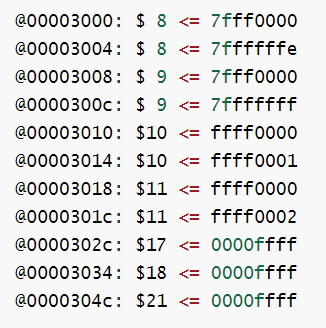 @00003000: $ 8 <= 7fff0000
@00003004: $ 8 <= 7ffffffe
@00003008: $ 9 <= 7fff0000
@0000300c: $ 9 <= 7fffffff
@00003010: $10 <= ffff0000
@00003014: $10 <= ffff0001
@00003018: $11 <= ffff0000
@0000301c: $11 <= ffff0002
@0000302c: $17 <= 0000ffff
@00003034: $18 <= 0000ffff
@0000304c: $21 <= 0000ffff